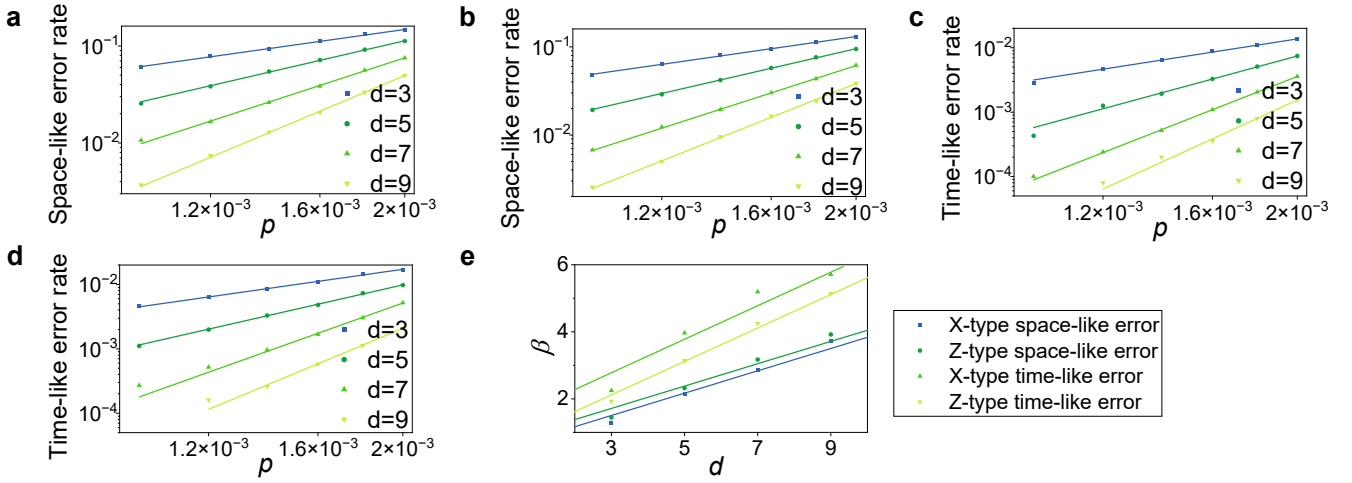 a
Space-like error rate
10⁻¹
10⁻²
1.2×10⁻³
1.6×10⁻³
2×10⁻³
p
d=3
d=5
d=7
d=9
b
Space-like error rate
10⁻¹
10⁻²
1.2×10⁻³
1.6×10⁻³
2×10⁻³
p
d=3
d=5
d=7
d=9
c
Time-like error rate
10⁻²
10⁻³
10⁻⁴
1.2×10⁻³
1.6×10⁻³
2×10⁻³
p
d=3
d=5
d=7
d=9
d
Time-like error rate
10⁻²
10⁻³
10⁻⁴
1.2×10⁻³
1.6×10⁻³
2×10⁻³
p
d=3
d=5
d=7
d=9
e
β
6
4
2
3
5
7
9
d
X-type space-like error
Z-type space-like error
X-type time-like error
Z-type time-like error